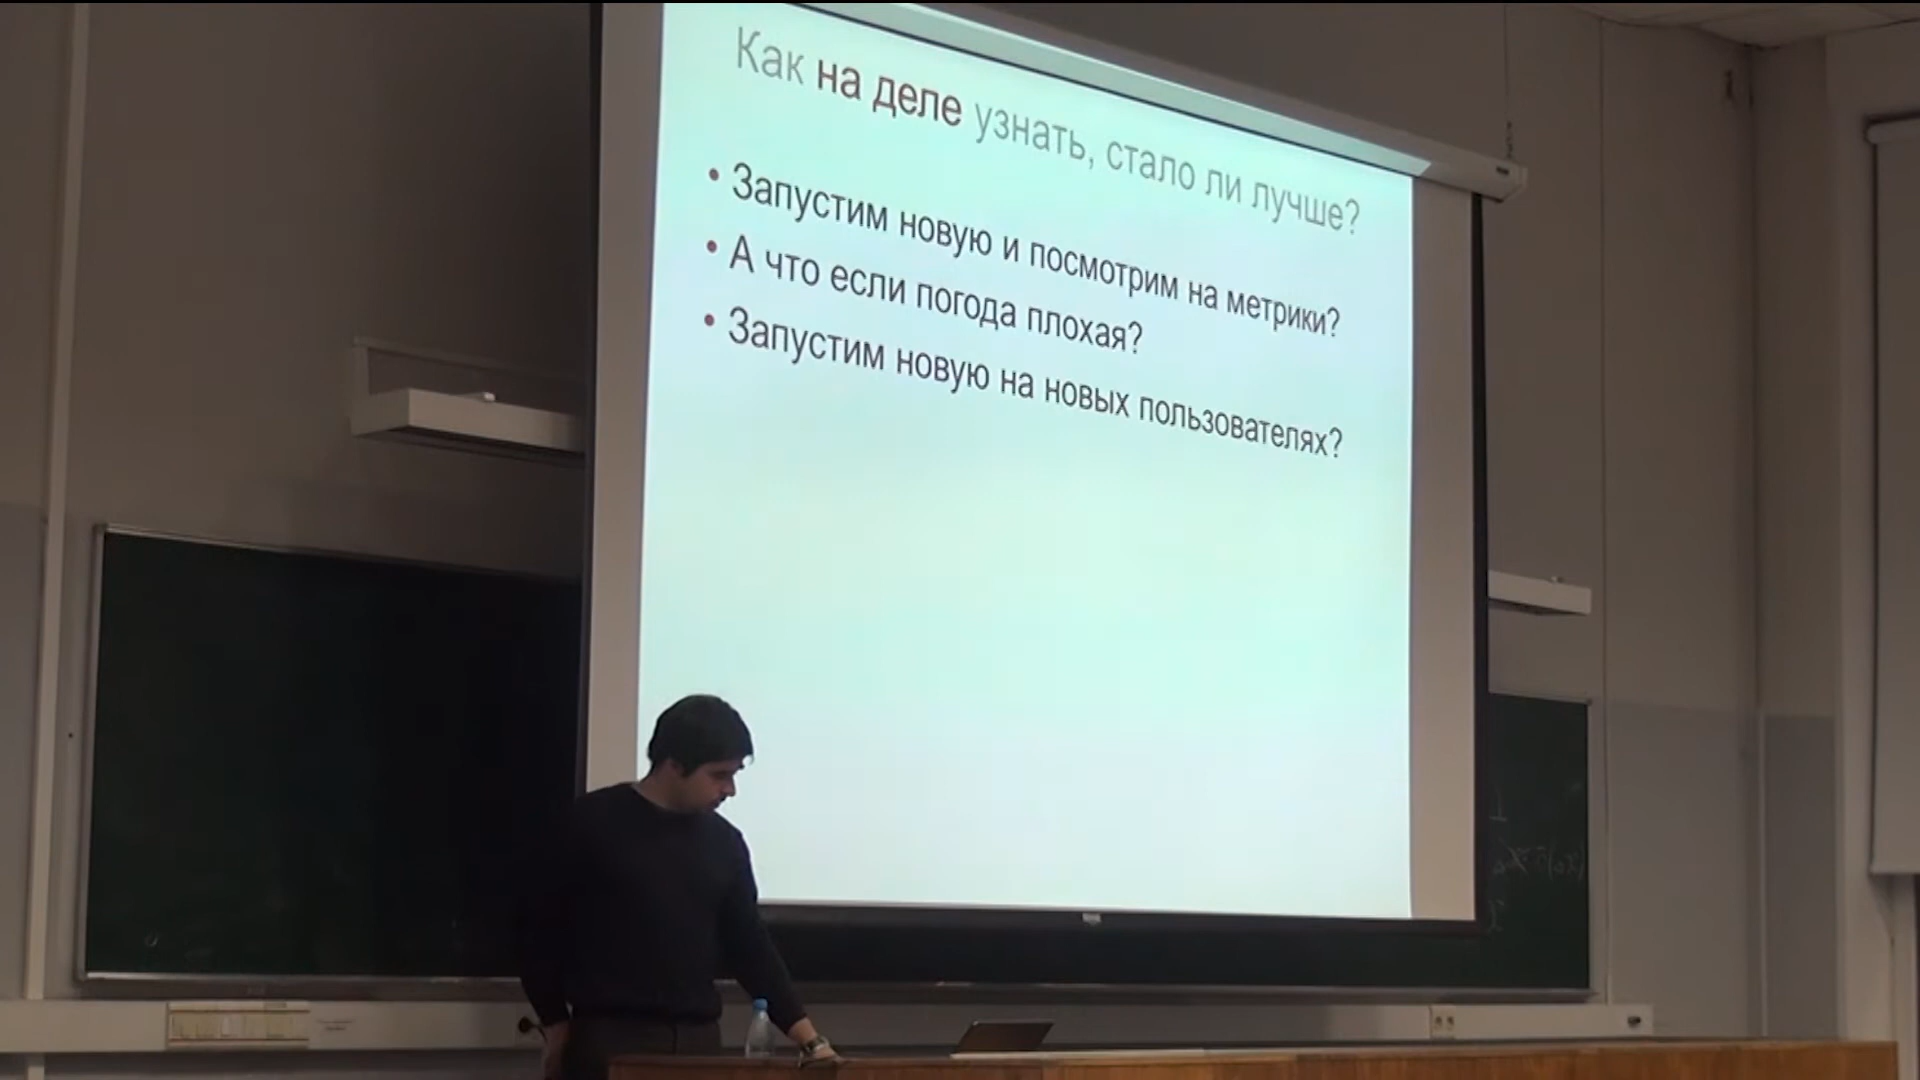 Как на деле узнать, стало ли лучше?
• Запустим новую и посмотрим на метрики?
• А что если погода плохая?
• Запустим новую на новых пользователях?